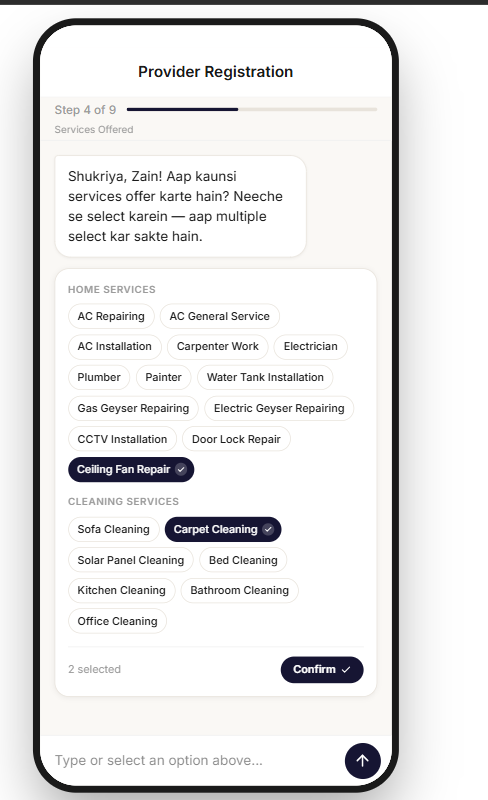 Provider Registration
Step 4 of 9
Services Offered
Shukriya, Zain! Aap kaunsi
services offer karte hain? Neeche
se select karein — aap multiple
select kar sakte hain.
HOME SERVICES
AC Repairing AC General Service
AC Installation Carpenter Work Electrician
Plumber Painter Water Tank Installation
Gas Geyser Repairing Electric Geyser Repairing
CCTV Installation Door Lock Repair
Ceiling Fan Repair
CLEANING SERVICES
Sofa Cleaning Carpet Cleaning
Solar Panel Cleaning Bed Cleaning
Kitchen Cleaning Bathroom Cleaning
Office Cleaning
2 selected Confirm
Type or select an option above...